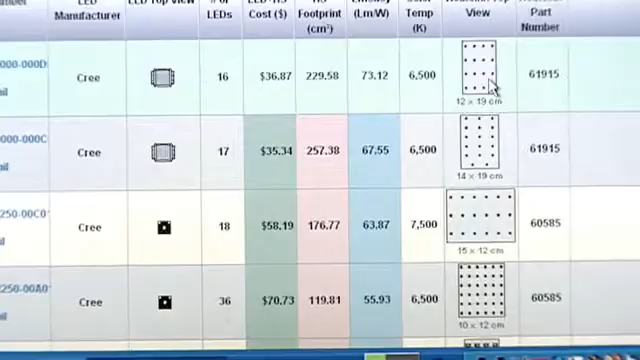 LED Top View
# of
LEDs
Cost ($)
Footprint
(cm²)
(Lm/W)
Temp
(K)
View
Part
Number
Manufacturer
000-000D
Cree
16
$36.87
229.58
73.12
6,500
12 x 19 cm
61915
000-000C
Cree
17
$35.34
257.38
67.55
6,500
14 x 19 cm
61915
250-00C0
Cree
18
$58.19
176.77
63.87
7,500
15 x 12 cm
60585
250-00A0
Cree
36
$70.73
119.81
55.93
6,500
10 x 12 cm
60585